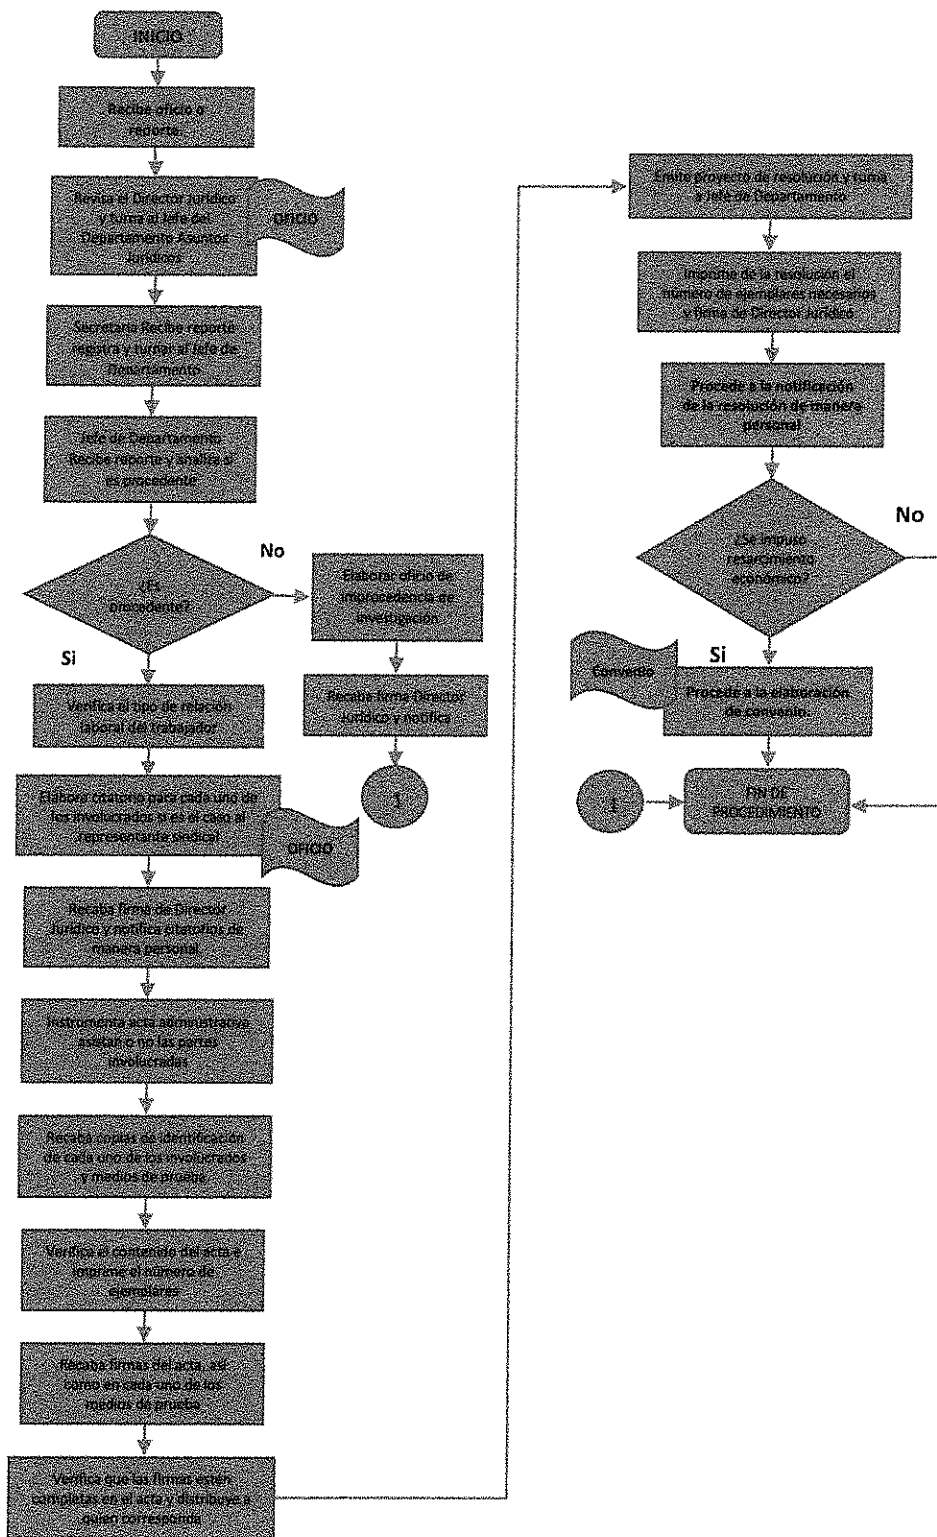 INICIO
Recibe oficio o
reporte.
Revisa el Director Jurídico
y turna al Jefe del
Departamento Asuntos
Jurídicos
OFICIO
Secretaria Recibe reporte
registra y turnar al Jefe de
Departamento
Jefe de Departamento
Recibe reporte y analiza si
es procedente
¿Es
procedente?
No
Si
Elaborar oficio de
improcedencia de
investigación
Recaba firma Director
Jurídico y notifica
1
Verifica el tipo de relación
laboral del Trabajador
Elabora citatorio para cada uno de
los involucrados si es el caso al
representante sindical
OFICIO
Recaba firma de Director
Jurídico y notifica citatorios de
manera personal
Instrumenta acta administrativa
asistan o no las partes
involucradas
Recaba copias de identificación
de cada uno de los involucrados
y medios de prueba
Verifica el contenido del acta e
imprime el número de
ejemplares
Recaba firmas del acta, así
como en cada uno de los
medios de prueba
Verifica que las firmas estén
completas en el acta y distribuye a
quien corresponda
Emite proyecto de resolución y turna
a Jefe de Departamento
Imprime de la resolución el
número de ejemplares necesarios
y firma de Director Jurídico
Procede a la notificación
de la resolución de manera
personal
¿Se impuso
resarcimiento
económico?
No
Si
Convenio
Procede a la elaboración
de convenio.
1
FIN DE
PROCEDIMIENTO